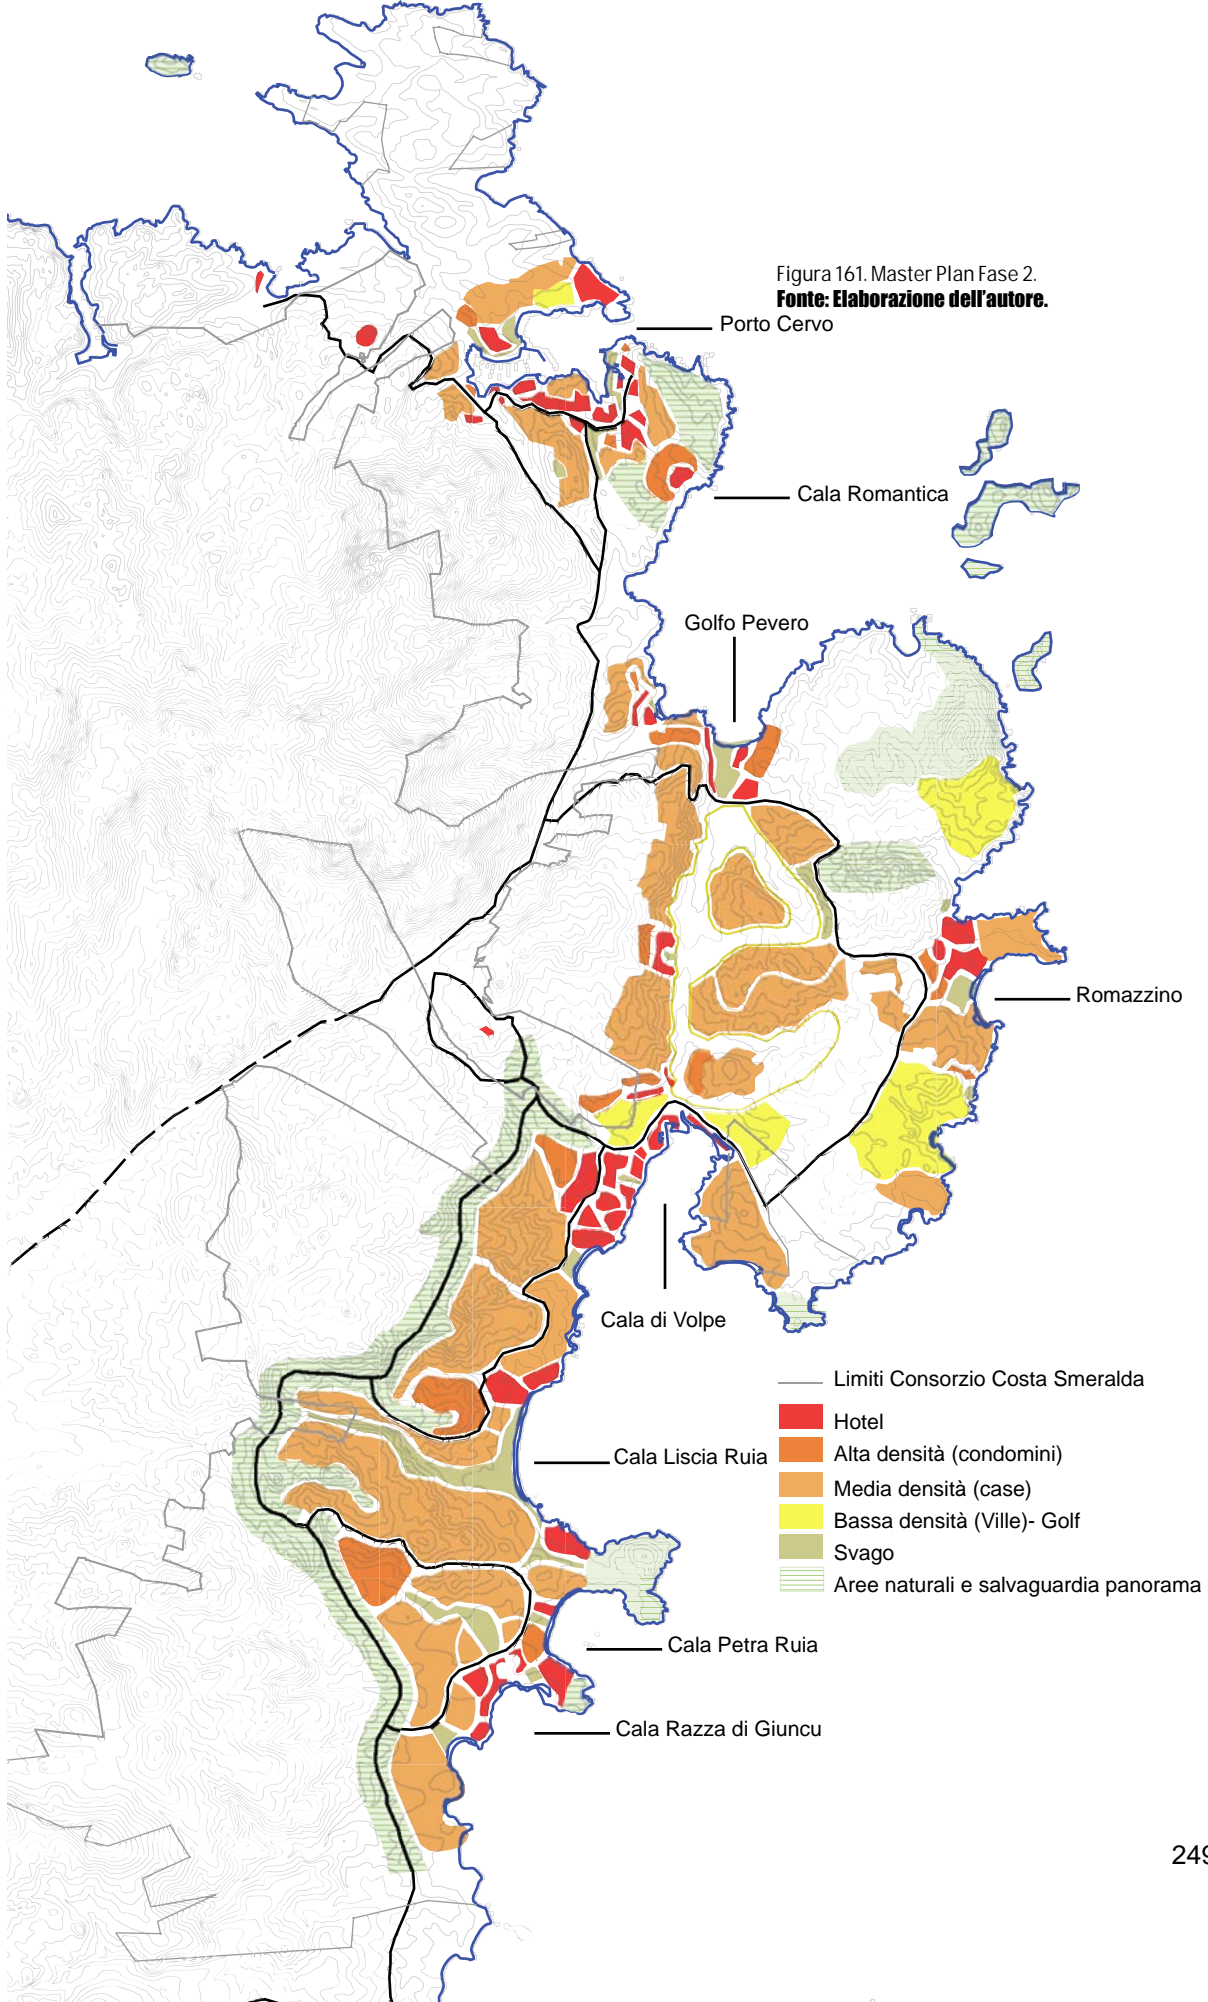 Figura 161. Master Plan Fase 2.
Fonte: Elaborazione dell'autore.
Porto Cervo
Cala Romantica
Golfo Pevero
Romazzino
Cala di Volpe
Limiti Consorzio Costa Smeralda
Hotel
Alta densità (condomini)
Cala Liscia Ruia
Media densità (case)
Bassa densità (Ville)- Golf
Svago
Aree naturali e salvaguardia panorama
Cala Petra Ruia
Cala Razza di Giuncu
249